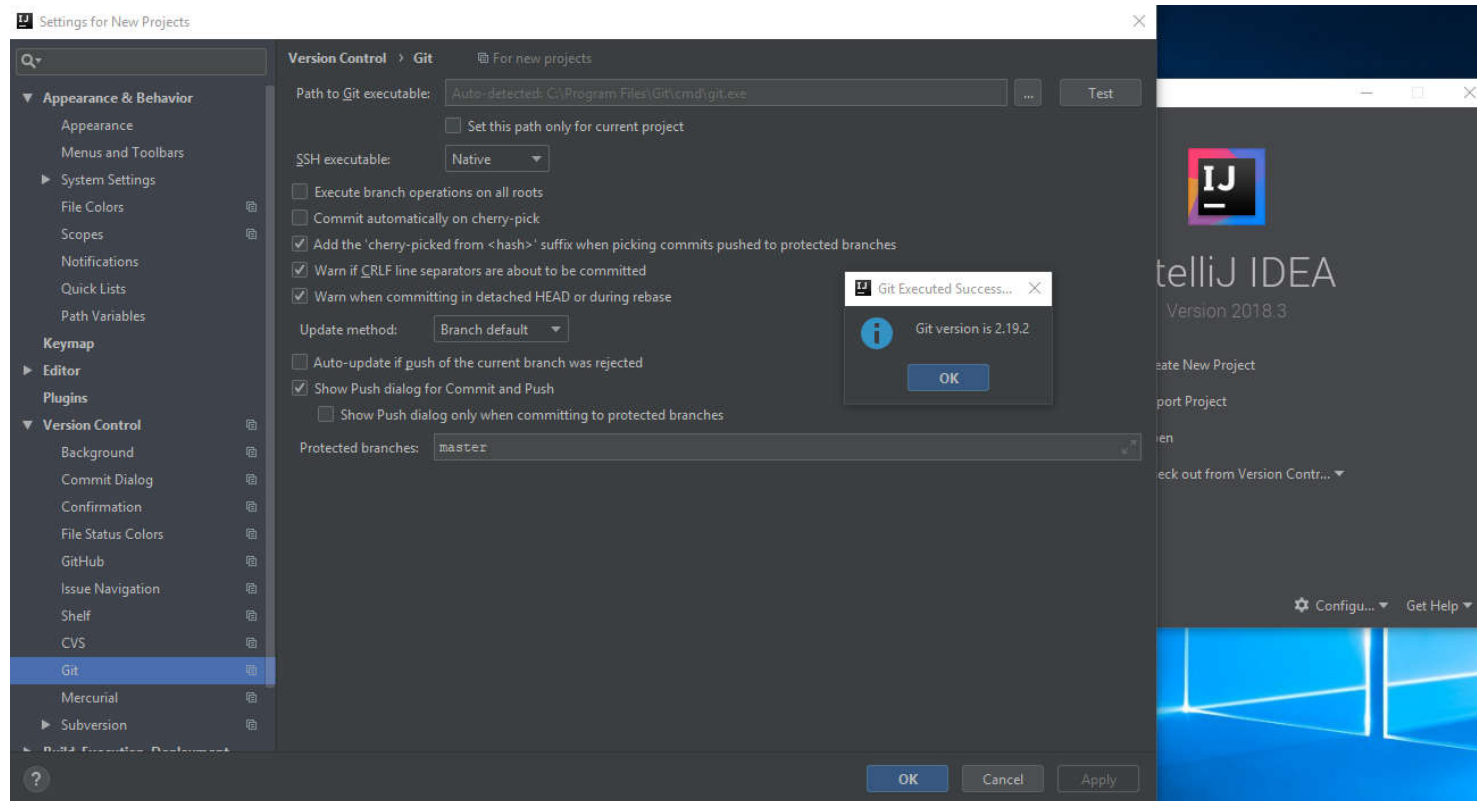 Settings for New Projects
Appearance & Behavior
Appearance
Menus and Toolbars
System Settings
File Colors
Scopes
Notifications
Quick Lists
Path Variables
Keymap
Editor
Plugins
Version Control
Background
Commit Dialog
Confirmation
File Status Colors
GitHub
Issue Navigation
Shelf
CVS
Git
Mercurial
Subversion
Build, Execution, Deployment
Version Control › Git For new projects
Path to Git executable: Auto-detected: C:\Program Files\Git\cmd\git.exe ... Test
Set this path only for current project
SSH executable: Native
Execute branch operations on all roots
Commit automatically on cherry-pick
Add the 'cherry-picked from <hash>' suffix when picking commits pushed to protected branches
Warn if CRLF line separators are about to be committed
Warn when committing in detached HEAD or during rebase
Update method: Branch default
Auto-update if push of the current branch was rejected
Show Push dialog for Commit and Push
Show Push dialog only when committing to protected branches
Protected branches: master
? OK Cancel Apply
Git Executed Success...
Git version is 2.19.2
OK
IJ
telliJ IDEA
Version 2018.3
eate New Project
port Project
en
eck out from Version Contr...
Configu... Get Help